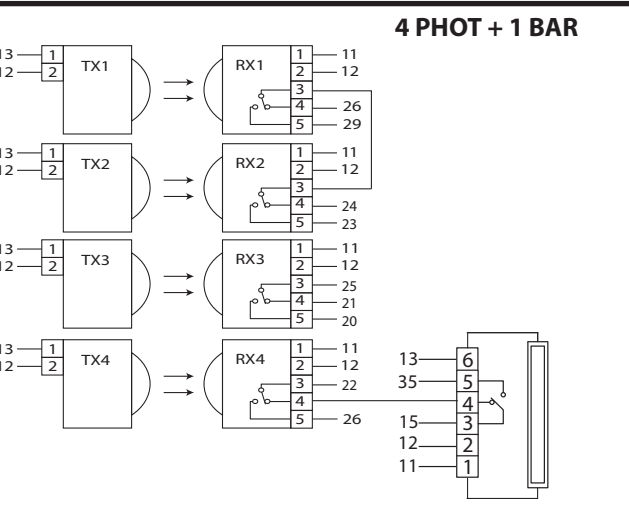 4 PHOT + 1 BAR
13 1 TX1 RX1 1 11
12 2 2 12
3
4 26
5 29
13 1 TX2 RX2 1 11
12 2 2 12
3
4 24
5 23
13 1 TX3 RX3 1 11
12 2 2 12
3 25
4 21
5 20
13 1 TX4 RX4 1 11
12 2 2 12
3 22
4
5 26
13 6
35 5
4
15 3
12 2
11 1